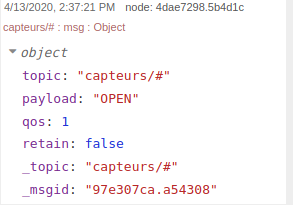 4/13/2020, 2:37:21 PM node: 4dae7298.5b4d1c
capteurs/# : msg : Object
object
topic: "capteurs/#"
payload: "OPEN"
qos: 1
retain: false
_topic: "capteurs/#"
_msgid: "97e307ca.a54308"